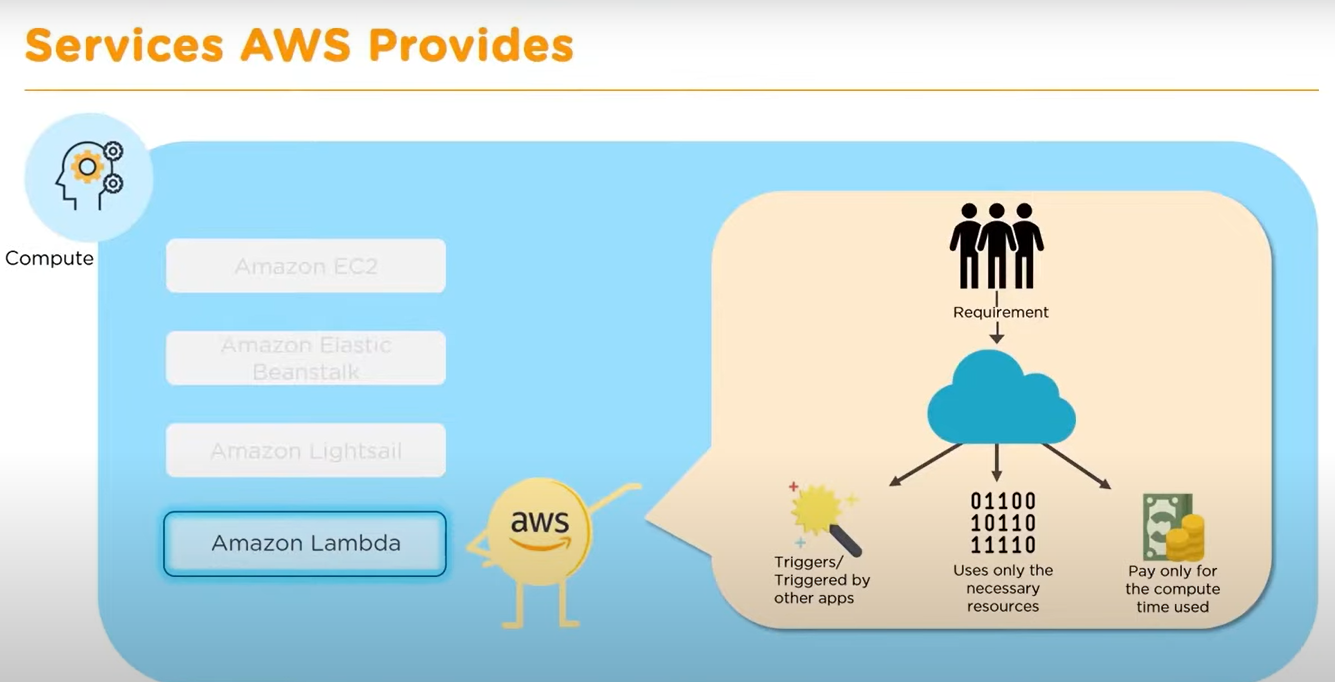 Services AWS Provides
Compute
Amazon EC2
Amazon Elastic
Beanstalk
Amazon Lightsail
Amazon Lambda
aws
Requirement
01100
10110
11110
Triggers/
Triggered by
other apps
Uses only the
necessary
resources
Pay only for
the compute
time used